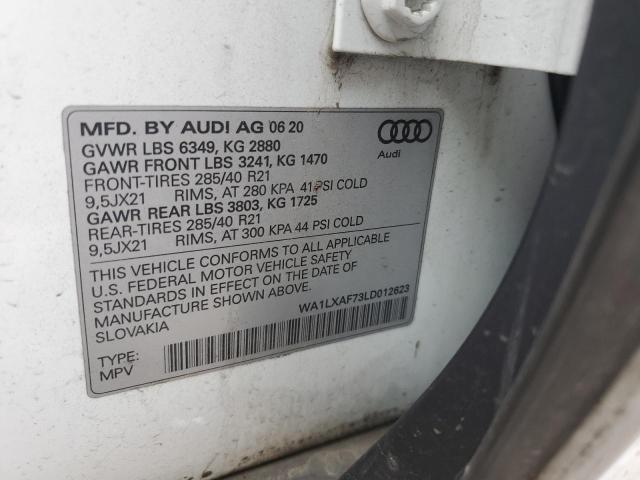 MFD. BY AUDI AG 06 20
GVWR LBS 6349, KG 2880
GAWR FRONT LBS 3241, KG 1470
FRONT-TIRES 285/40 R21
9,5JX21 RIMS, AT 280 KPA 41 PSI COLD
GAWR REAR LBS 3803, KG 1725
REAR-TIRES 285/40 R21
9,5JX21 RIMS, AT 300 KPA 44 PSI COLD
THIS VEHICLE CONFORMS TO ALL APPLICABLE
U.S. FEDERAL MOTOR VEHICLE SAFETY
STANDARDS IN EFFECT ON THE DATE OF
MANUFACTURE SHOWN ABOVE.
SLOVAKIA
TYPE:
MPV
WA1LXAF73LD012623
Audi